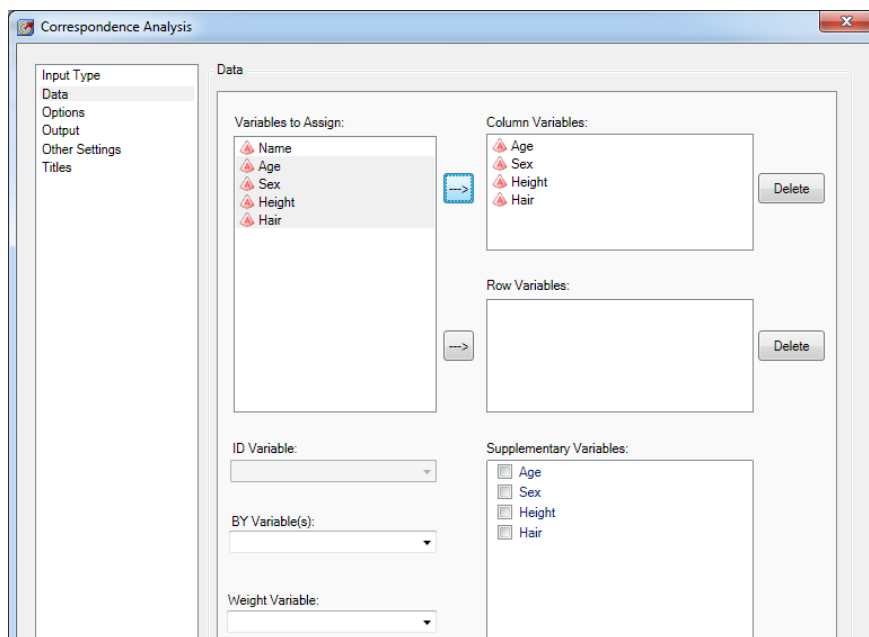 Correspondence Analysis
Input Type
Data
Options
Output
Other Settings
Titles
Data
Variables to Assign:
Name
Age
Sex
Height
Hair
--->
Column Variables:
Age
Sex
Height
Hair
Delete
Row Variables:
--->
Delete
ID Variable:
BY Variable(s):
Weight Variable:
Supplementary Variables:
Age
Sex
Height
Hair